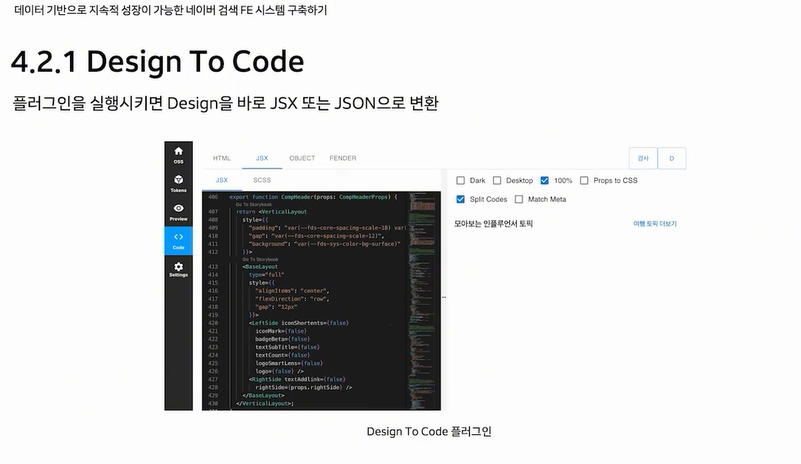 데이터 기반으로 지속적 성장이 가능한 네이버 검색 FE 시스템 구축하기
4.2.1 Design To Code
플러그인을 실행시키면 Design을 바로 JSX 또는 JSON으로 변환
OSS
Tokens
Preview
Code
Settings
HTML JSX OBJECT FENDER
JSX SCSS
406 export function CompHeader(props: CompHeaderProps) {
Go To Storybook
407 return <VerticalLayout
408 style={{
409 "padding": "var(--fds-core-spacing-scale-18) var(
410 "gap": "var(--fds-core-spacing-scale-12)",
411 "background": "var(--fds-sys-color-bg-surface)"
412 }}>
Go To Storybook
413 <BaseLayout
414 type="full"
415 style={{
416 "alignItems": "center",
417 "flexDirection": "row",
418 "gap": "12px"
419 }}>
420 <LeftSide iconShortents={false}
421 iconMark={false}
422 badgeBeta={false}
423 textSubTitle={false}
424 textCount={false}
425 logoSmartLens={false}
426 logo={false} />
427 <RightSide textAddlink={false}
428 rightSide={props.rightSide} />
429 </BaseLayout>
430 </VerticalLayout>;
검사 D
Dark Desktop 100% Props to CSS
Split Codes Match Meta
모아보는 인플루언서 토픽 여행 토픽 더보기
Design To Code 플러그인